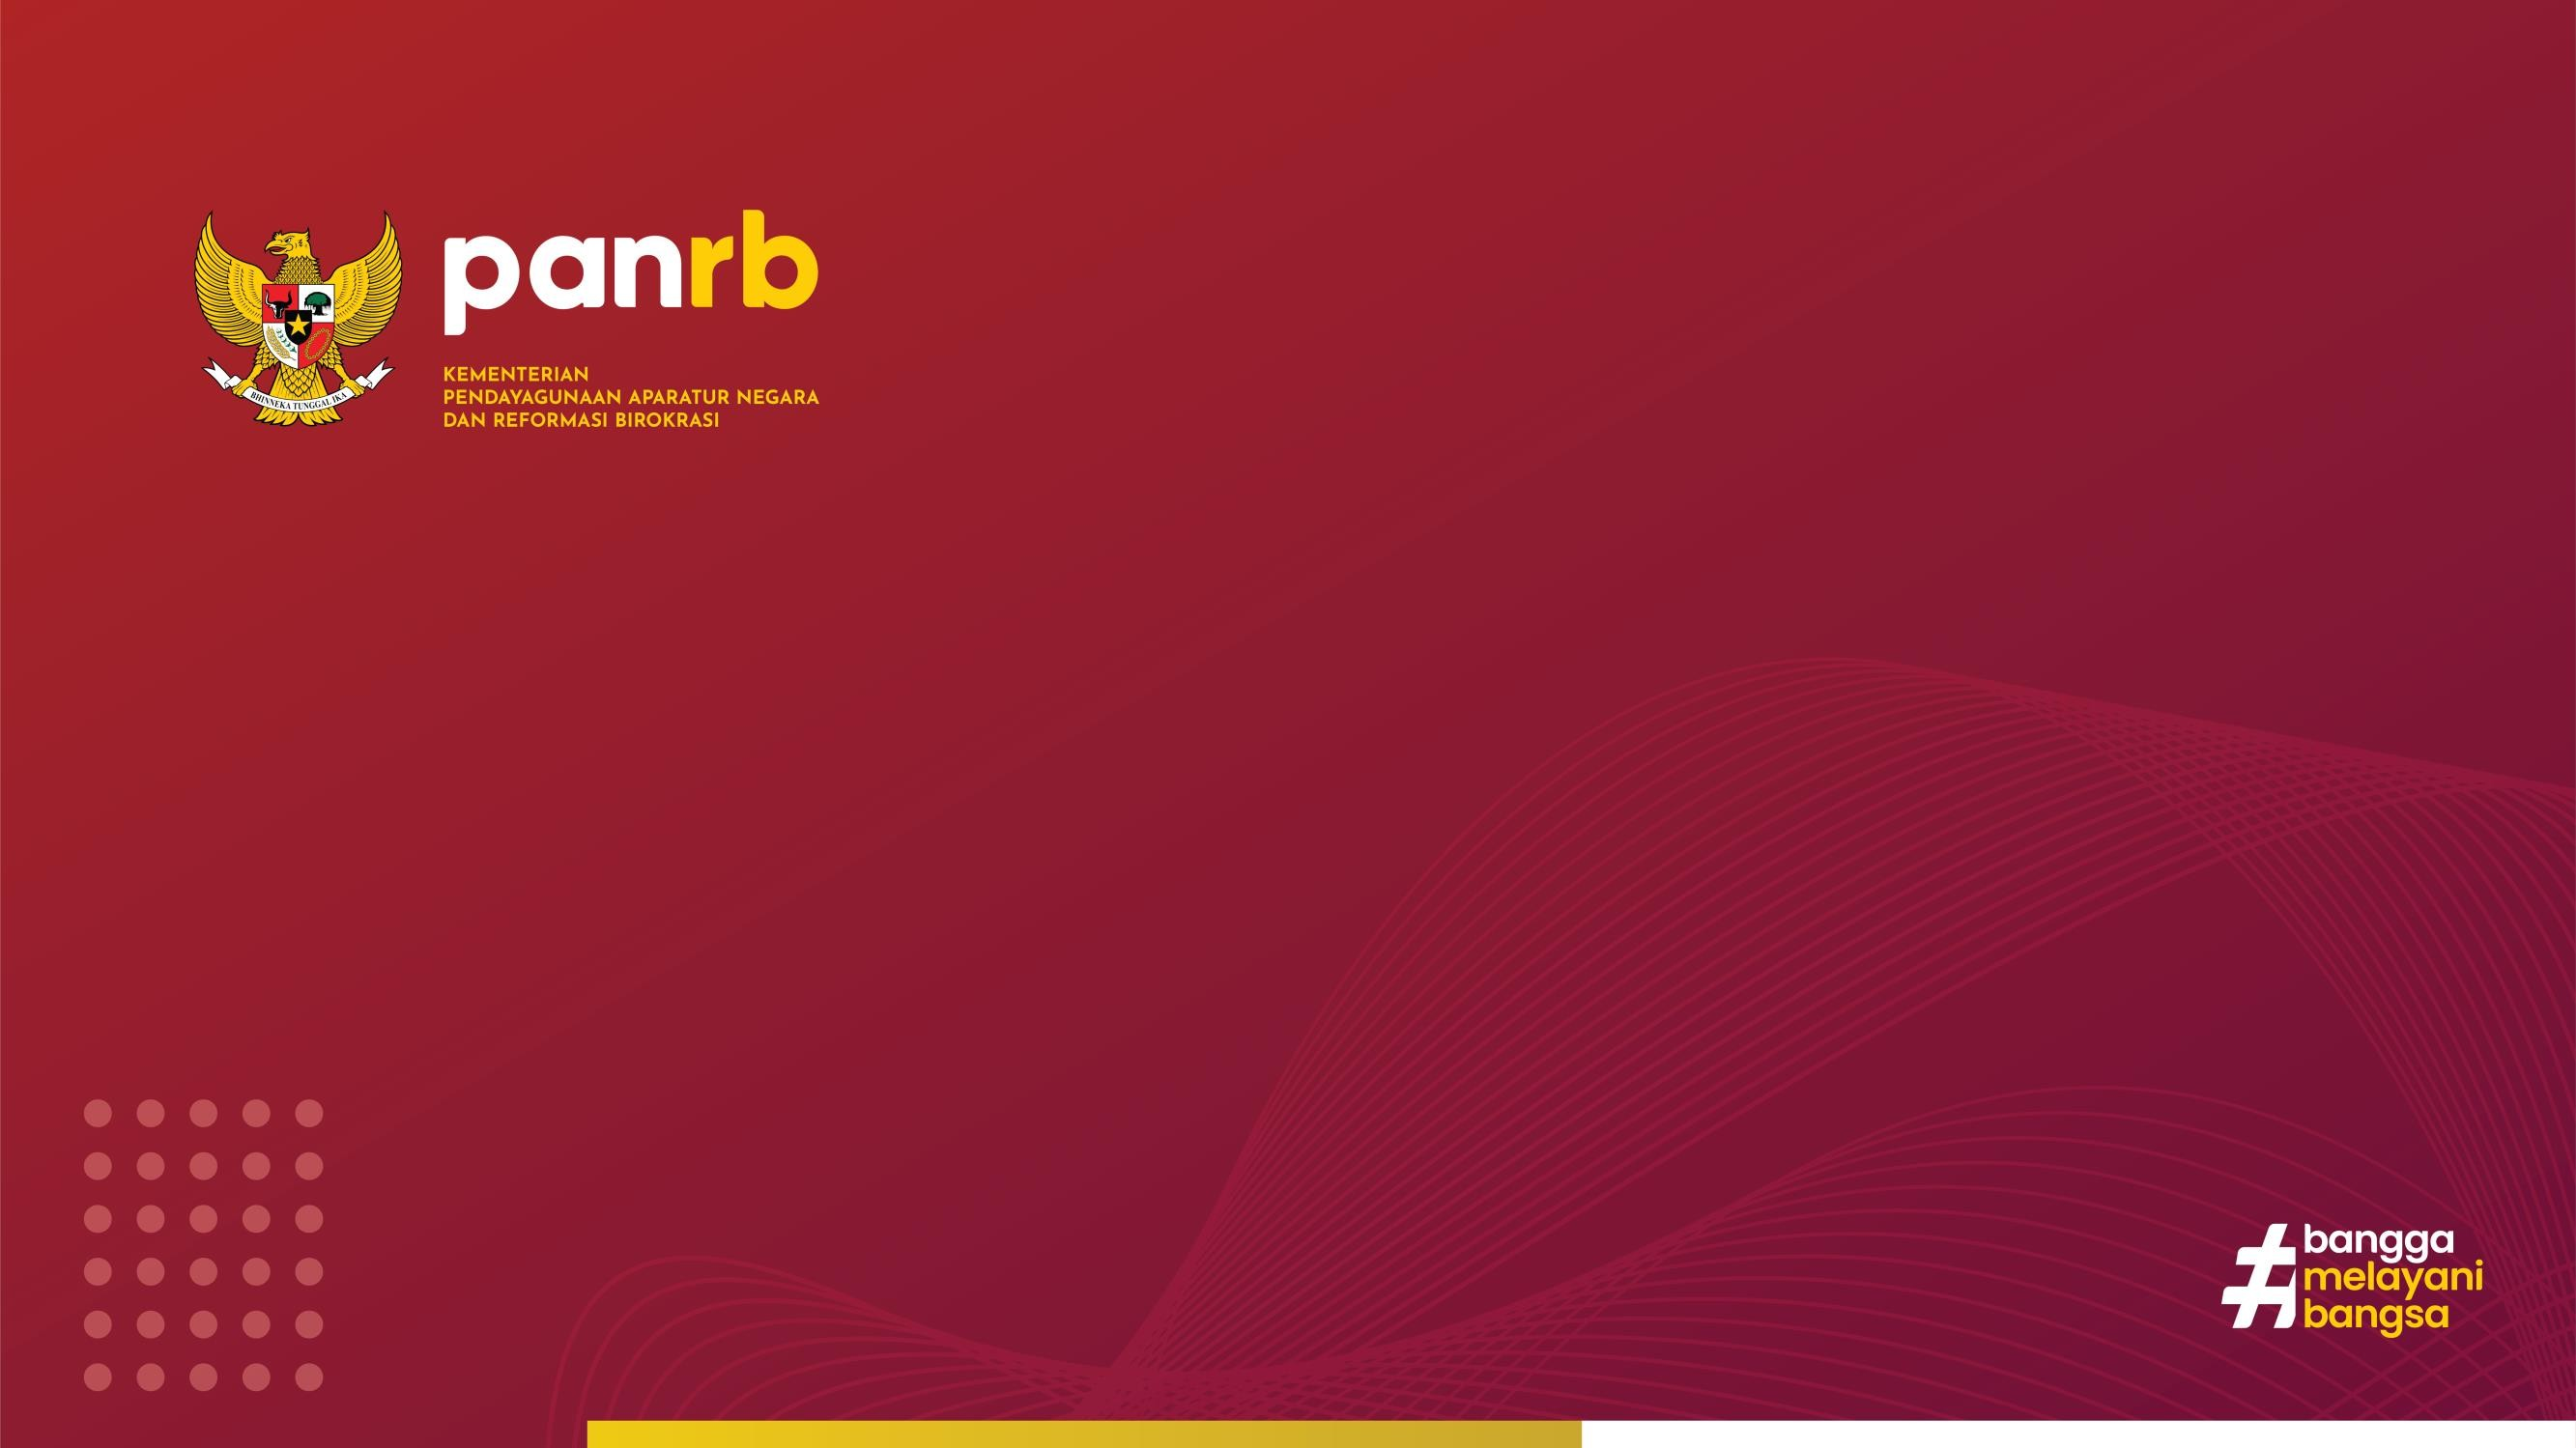 panrb
KEMENTERIAN
PENDAYAGUNAAN APARATUR NEGARA
DAN REFORMASI BIROKRASI
BHINNEKA TUNGGAL IKA
#bangga
melayani
bangsa